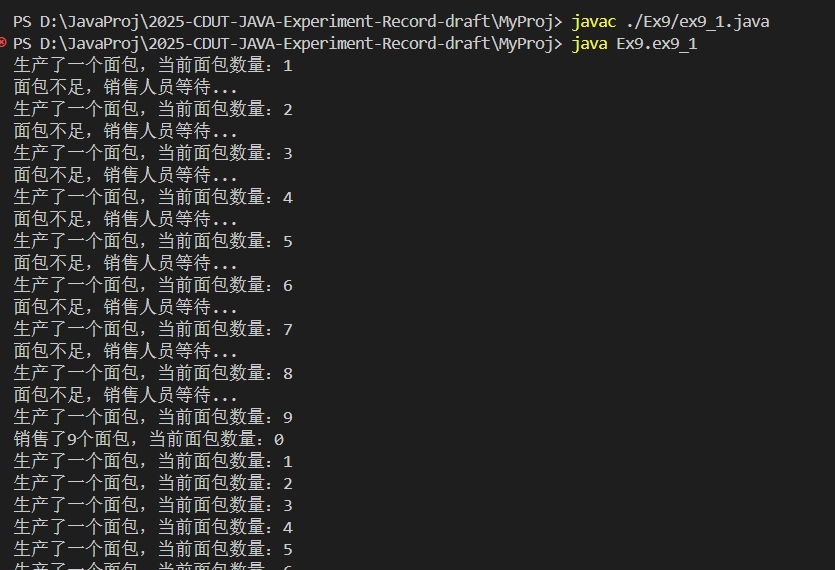 PS D:\JavaProj\2025-CDUT-JAVA-Experiment-Record-draft\MyProj> javac ./Ex9/ex9_1.java
PS D:\JavaProj\2025-CDUT-JAVA-Experiment-Record-draft\MyProj> java Ex9.ex9_1
生产了一个面包，当前面包数量：1
面包不足，销售人员等待...
生产了一个面包，当前面包数量：2
面包不足，销售人员等待...
生产了一个面包，当前面包数量：3
面包不足，销售人员等待...
生产了一个面包，当前面包数量：4
面包不足，销售人员等待...
生产了一个面包，当前面包数量：5
面包不足，销售人员等待...
生产了一个面包，当前面包数量：6
面包不足，销售人员等待...
生产了一个面包，当前面包数量：7
面包不足，销售人员等待...
生产了一个面包，当前面包数量：8
面包不足，销售人员等待...
生产了一个面包，当前面包数量：9
销售了9个面包，当前面包数量：0
生产了一个面包，当前面包数量：1
生产了一个面包，当前面包数量：2
生产了一个面包，当前面包数量：3
生产了一个面包，当前面包数量：4
生产了一个面包，当前面包数量：5